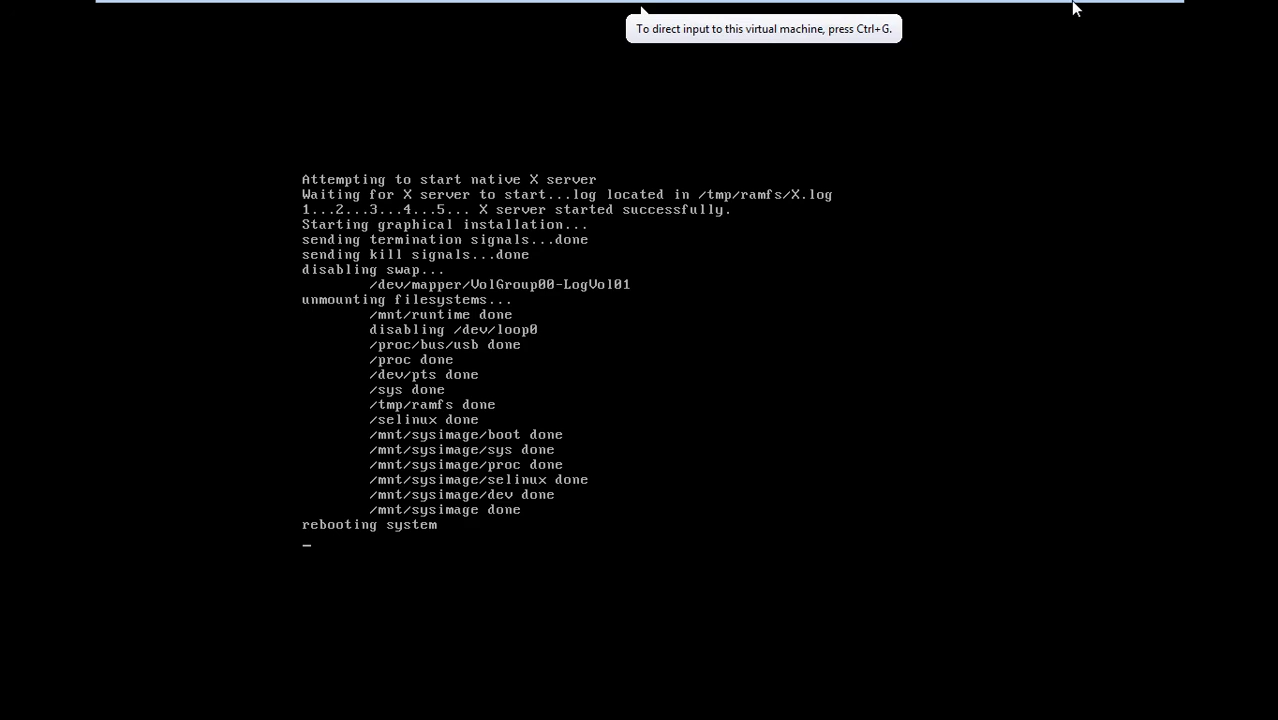 To direct input to this virtual machine, press Ctrl+G.
Attempting to start native X server
Waiting for X server to start...log located in /tmp/ramfs/X.log
1...2...3...4...5... X server started successfully.
Starting graphical installation...
sending termination signals...done
sending kill signals...done
disabling swap...
/dev/mapper/VolGroup00-LogVol01
unmounting filesystems...
/mnt/runtime done
disabling /dev/loop0
/proc/bus/usb done
/proc done
/dev/pts done
/sys done
/tmp/ramfs done
/selinux done
/mnt/sysimage/boot done
/mnt/sysimage/sys done
/mnt/sysimage/proc done
/mnt/sysimage/selinux done
/mnt/sysimage/dev done
/mnt/sysimage done
rebooting system